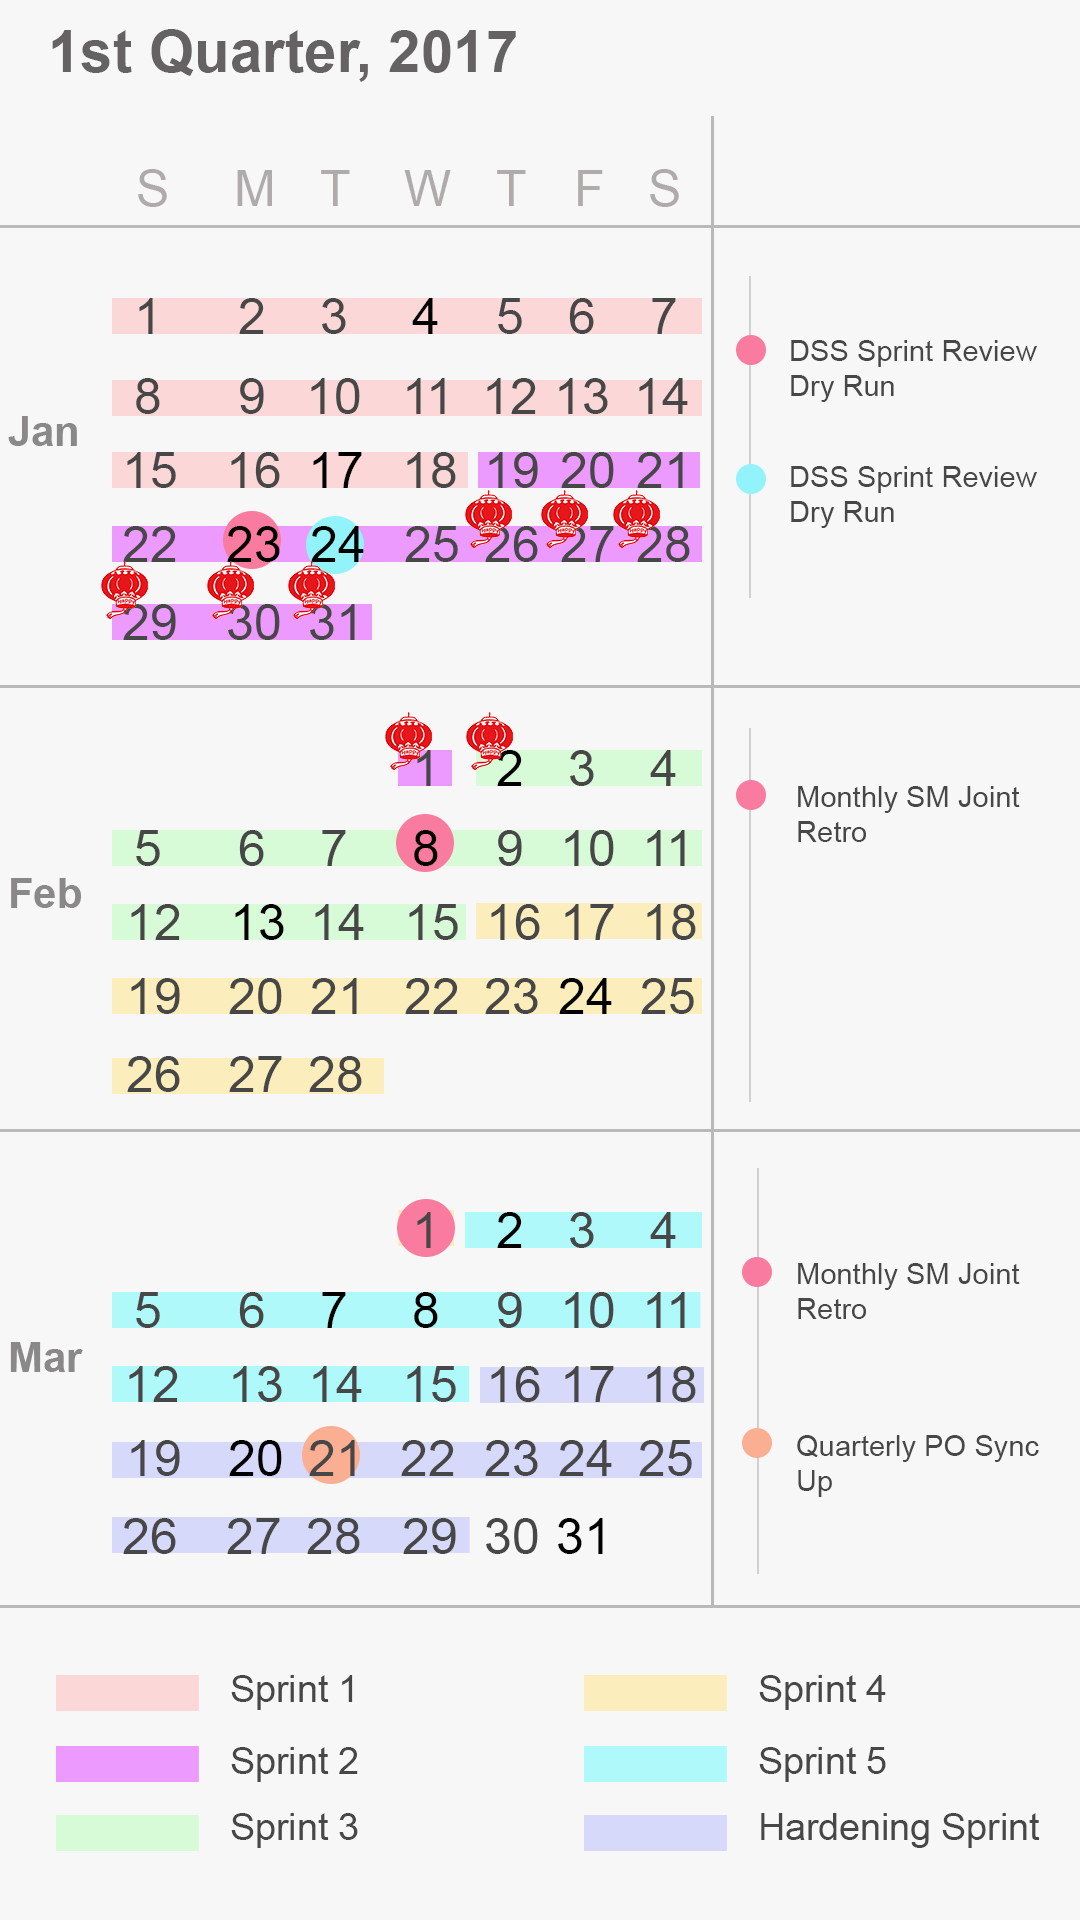 1st Quarter, 2017
S M T W T F S
Jan
1 2 3 4 5 6 7
8 9 10 11 12 13 14
15 16 17 18 19 20 21
22 23 24 25 26 27 28
29 30 31
DSS Sprint Review
Dry Run
DSS Sprint Review
Dry Run
Feb
1 2 3 4
5 6 7 8 9 10 11
12 13 14 15 16 17 18
19 20 21 22 23 24 25
26 27 28
Monthly SM Joint
Retro
Mar
1 2 3 4
5 6 7 8 9 10 11
12 13 14 15 16 17 18
19 20 21 22 23 24 25
26 27 28 29 30 31
Monthly SM Joint
Retro
Quarterly PO Sync
Up
Sprint 1
Sprint 2
Sprint 3
Sprint 4
Sprint 5
Hardening Sprint